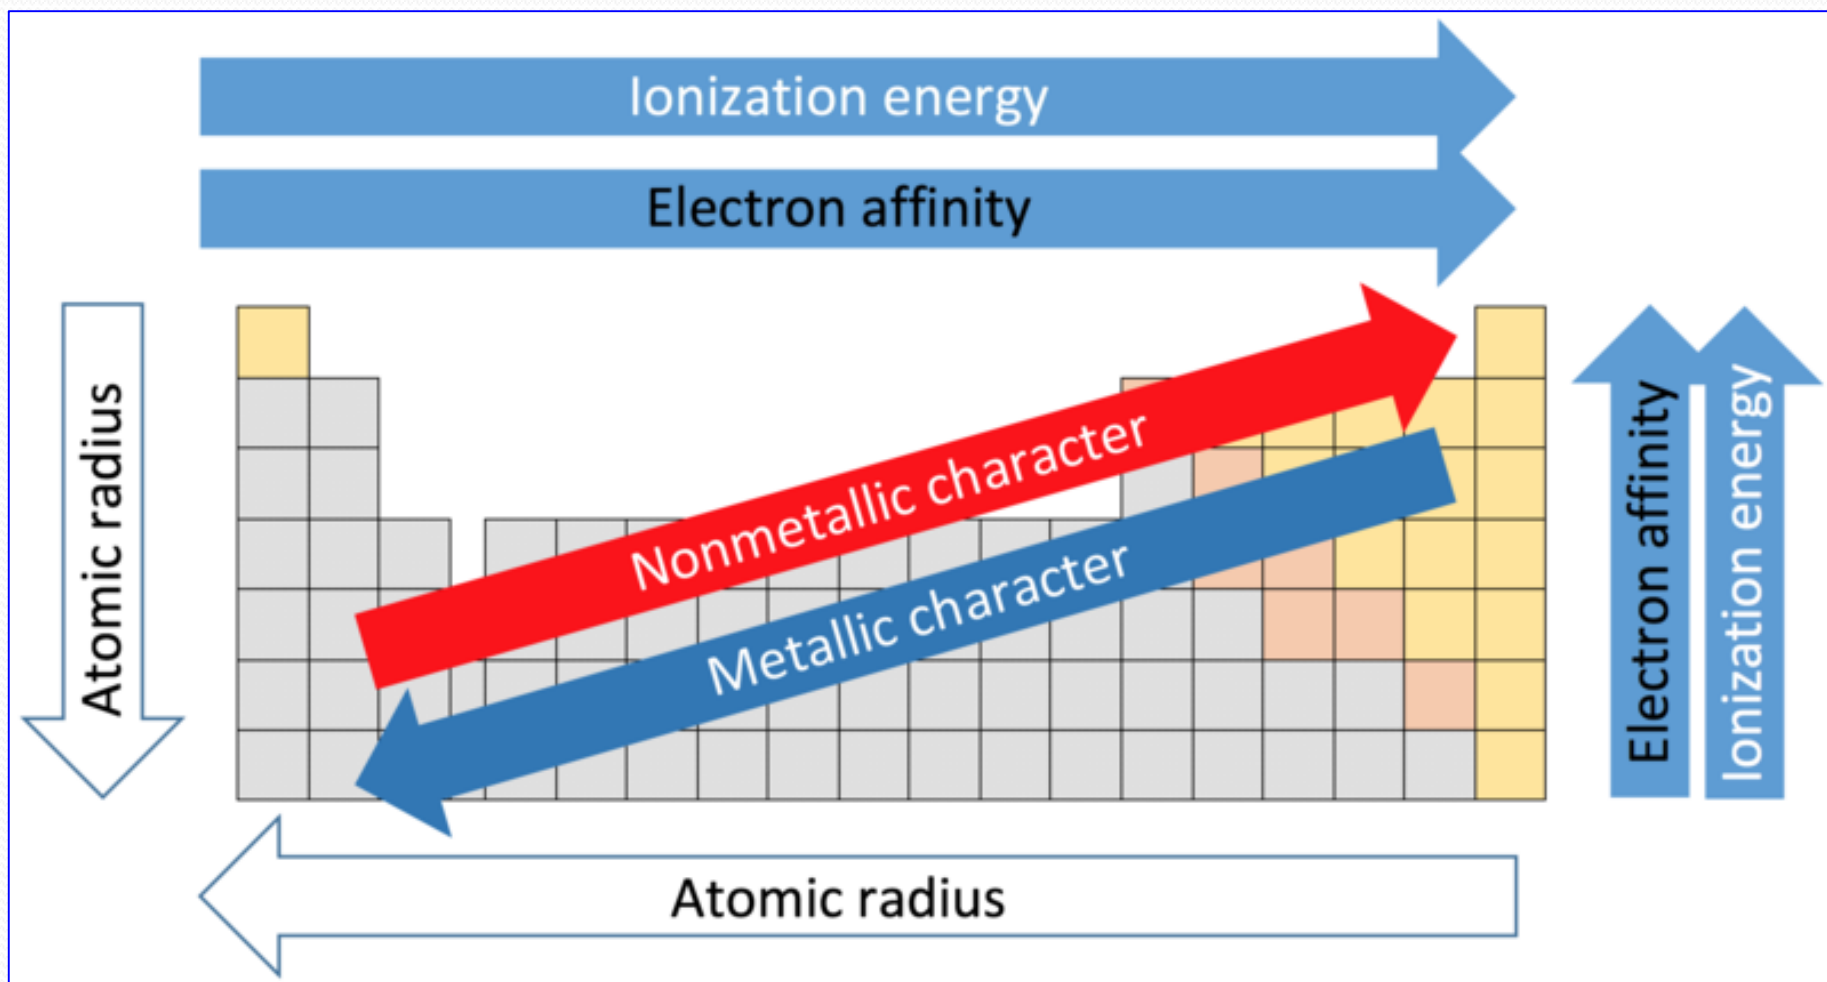 Ionization energy
Electron affinity
Atomic radius
Nonmetallic character
Metallic character
Electron affinity
Ionization energy
Atomic radius